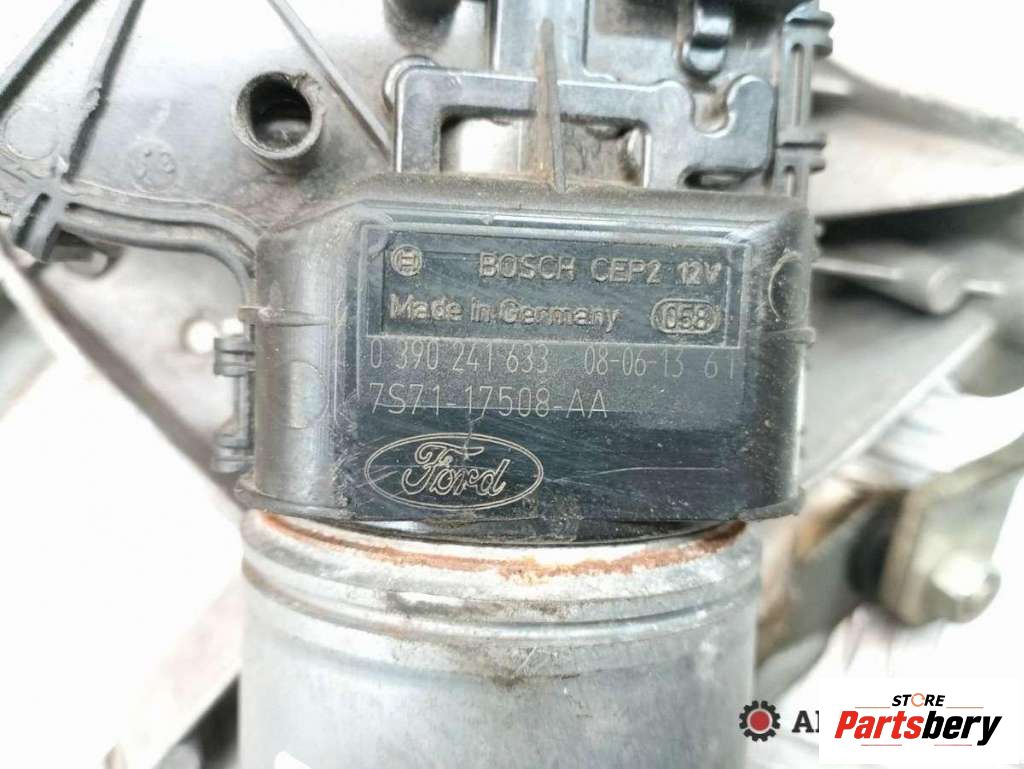 BOSCH CEP2 12V
Made in Germany 058
0 390 241 633 08-06-13 61
7S71-17508-AA
Ford
STORE
Partsbery